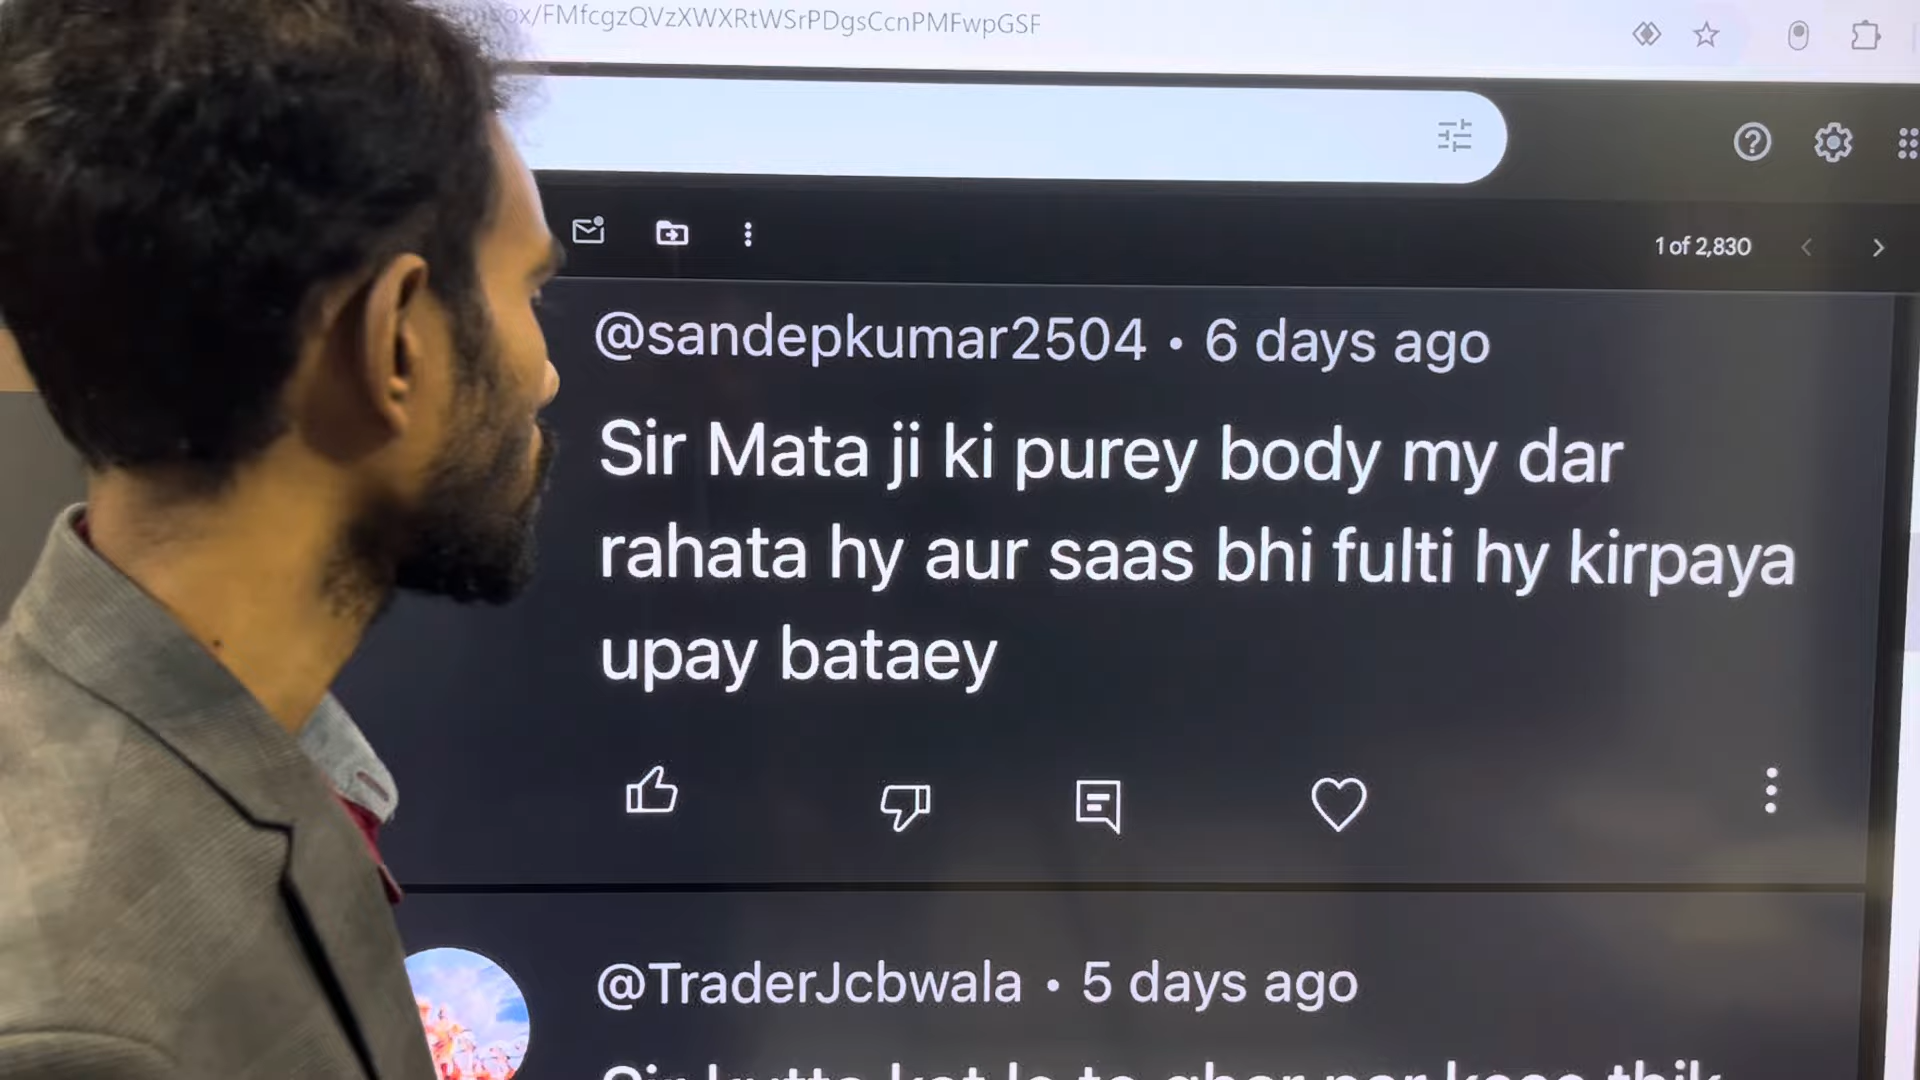 box/FMfcgzQVzXWXRtWSrPDgsCcnPMFwpGSF
1 of 2,830
@sandepkumar2504 • 6 days ago
Sir Mata ji ki purey body my dar
rahata hy aur saas bhi fulti hy kirpaya
upay bataey
@TraderJcbwala • 5 days ago